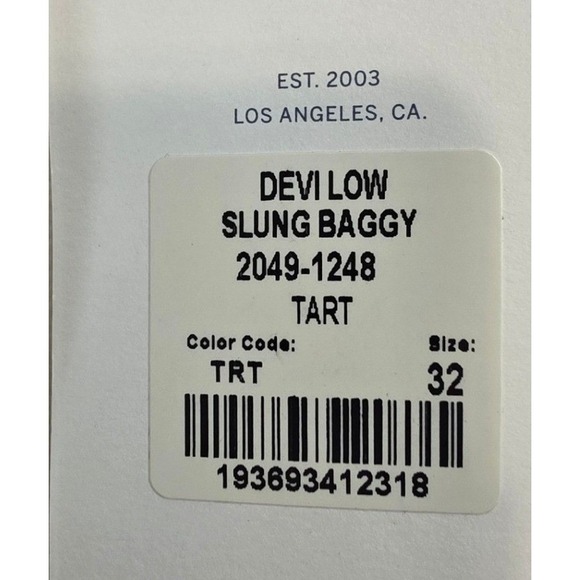 EST. 2003
LOS ANGELES, CA.
DEVI LOW
SLUNG BAGGY
2049-1248
TART
Color Code: Size:
TRT 32
193693412318